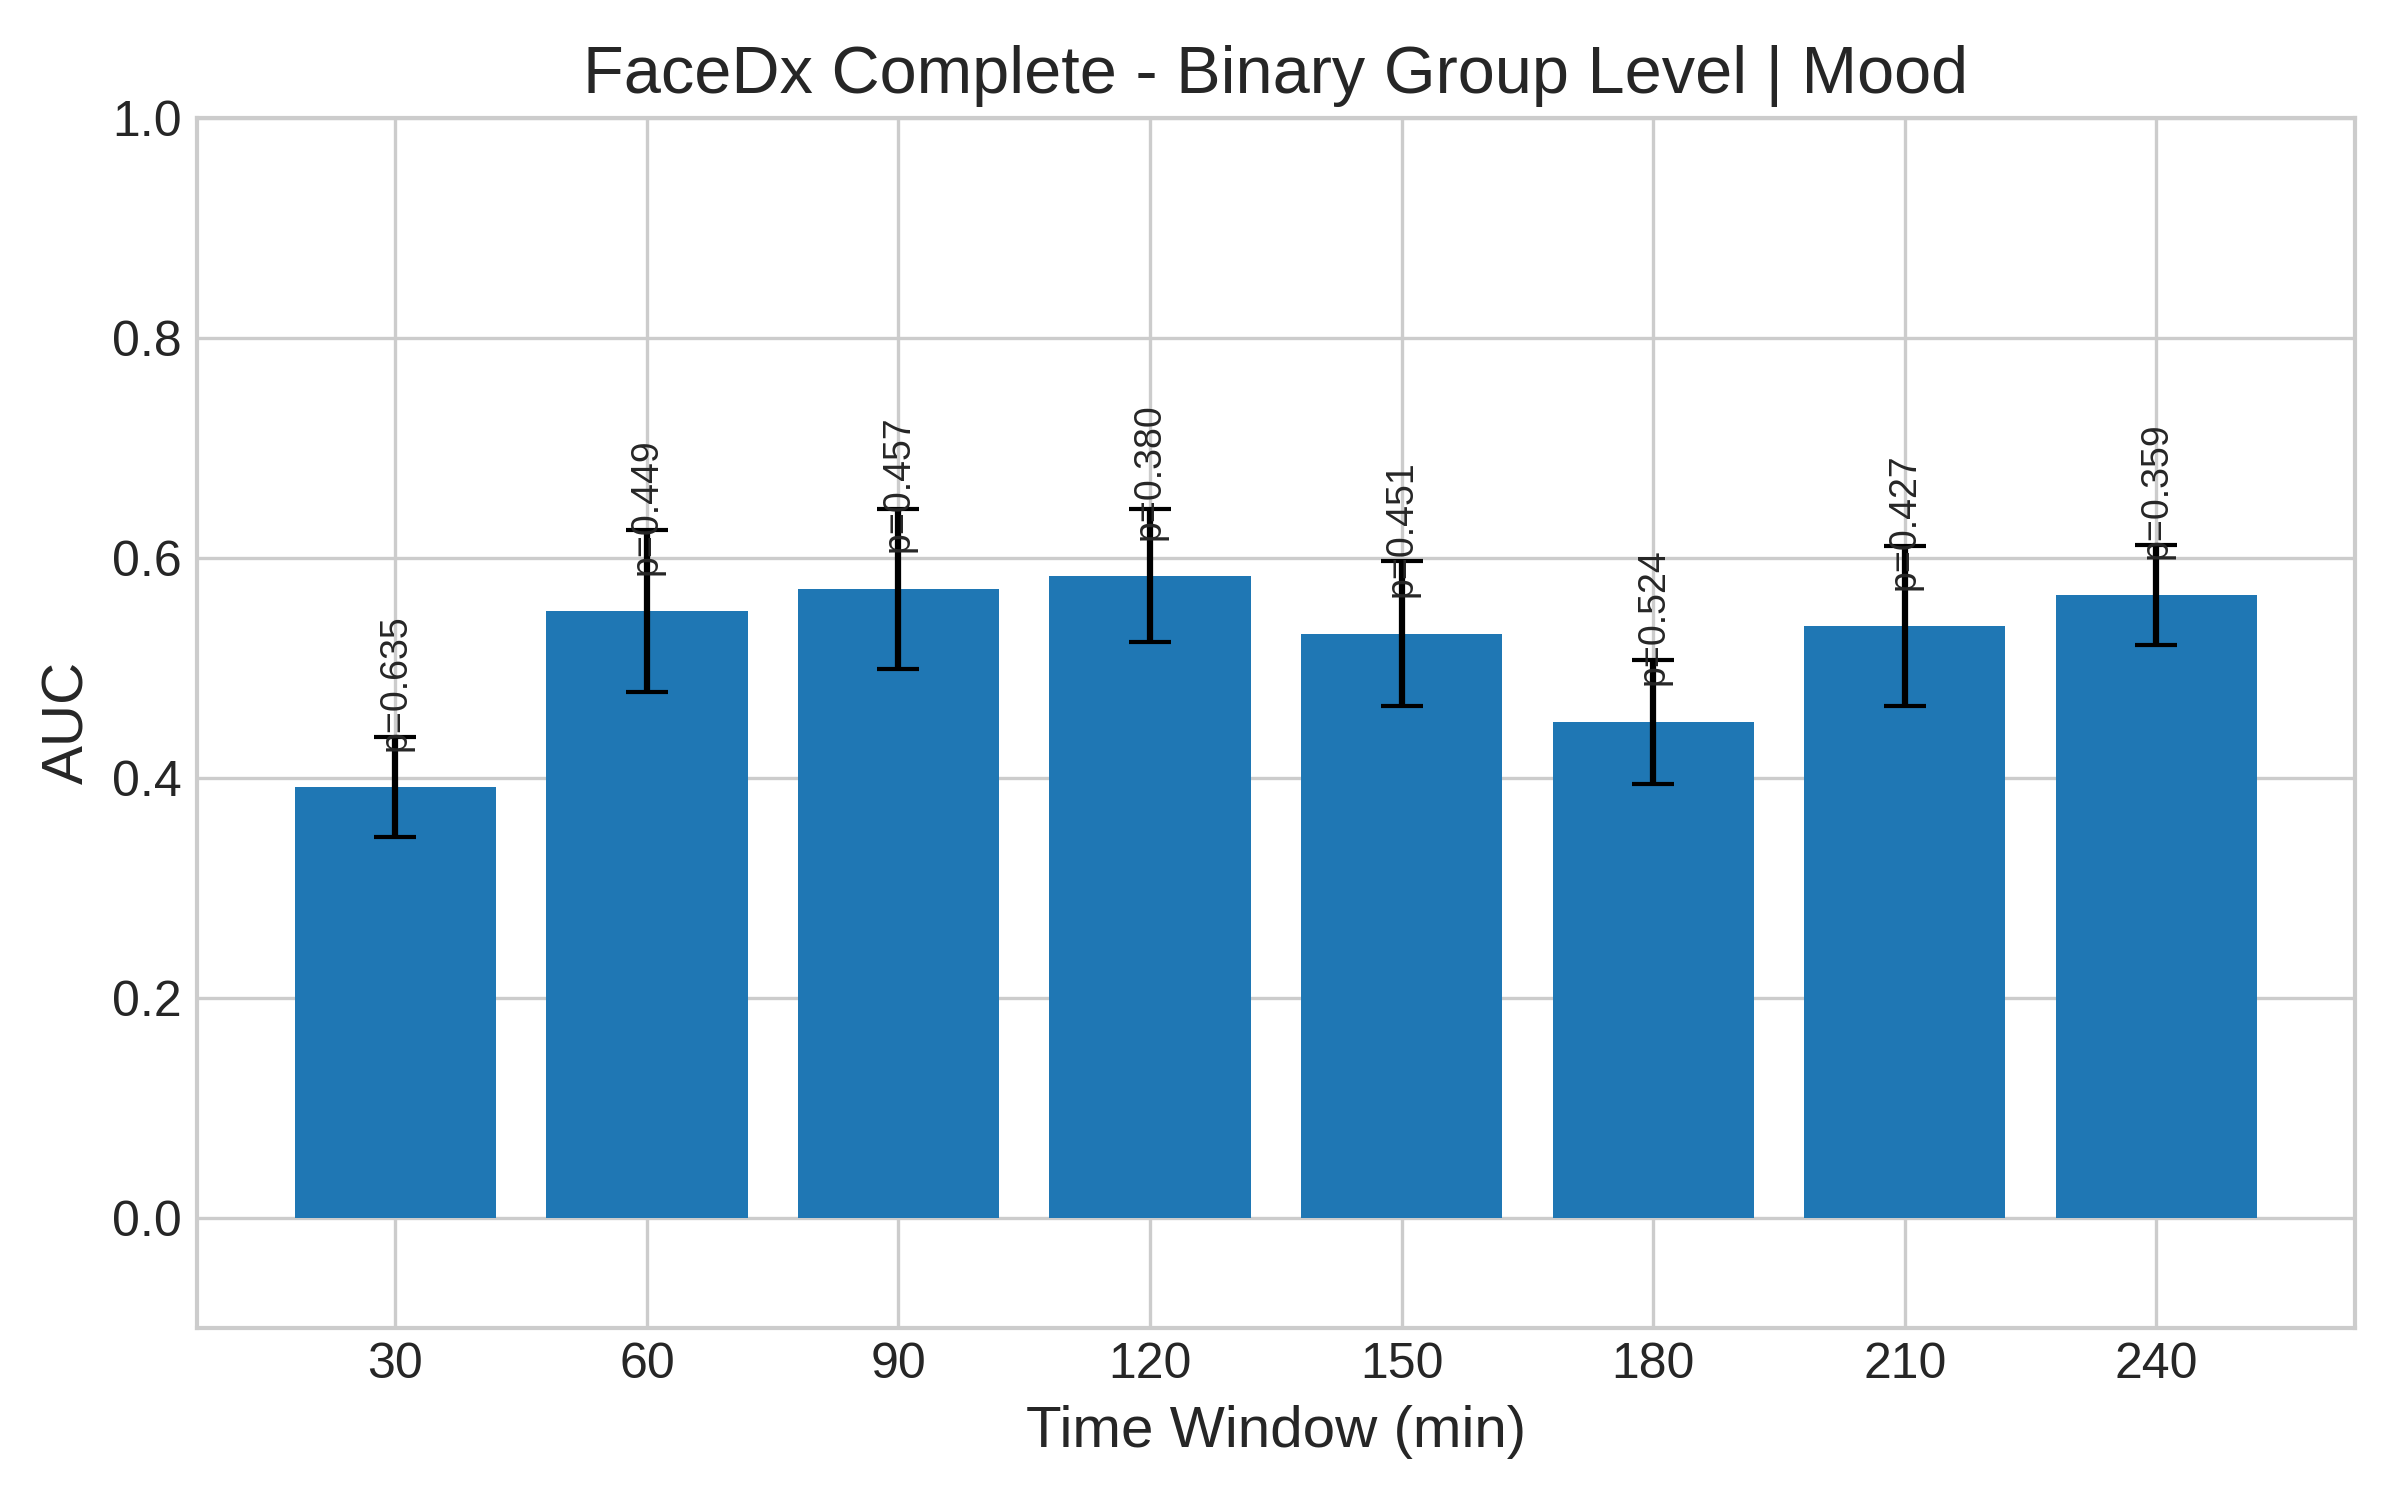 FaceDx Complete - Binary Group Level | Mood
1.0
0.8
0.6
0.4
0.2
0.0
AUC
p=0.635
p=0.449
p=0.457
p=0.380
p=0.451
p=0.524
p=0.427
p=0.359
30 60 90 120 150 180 210 240
Time Window (min)